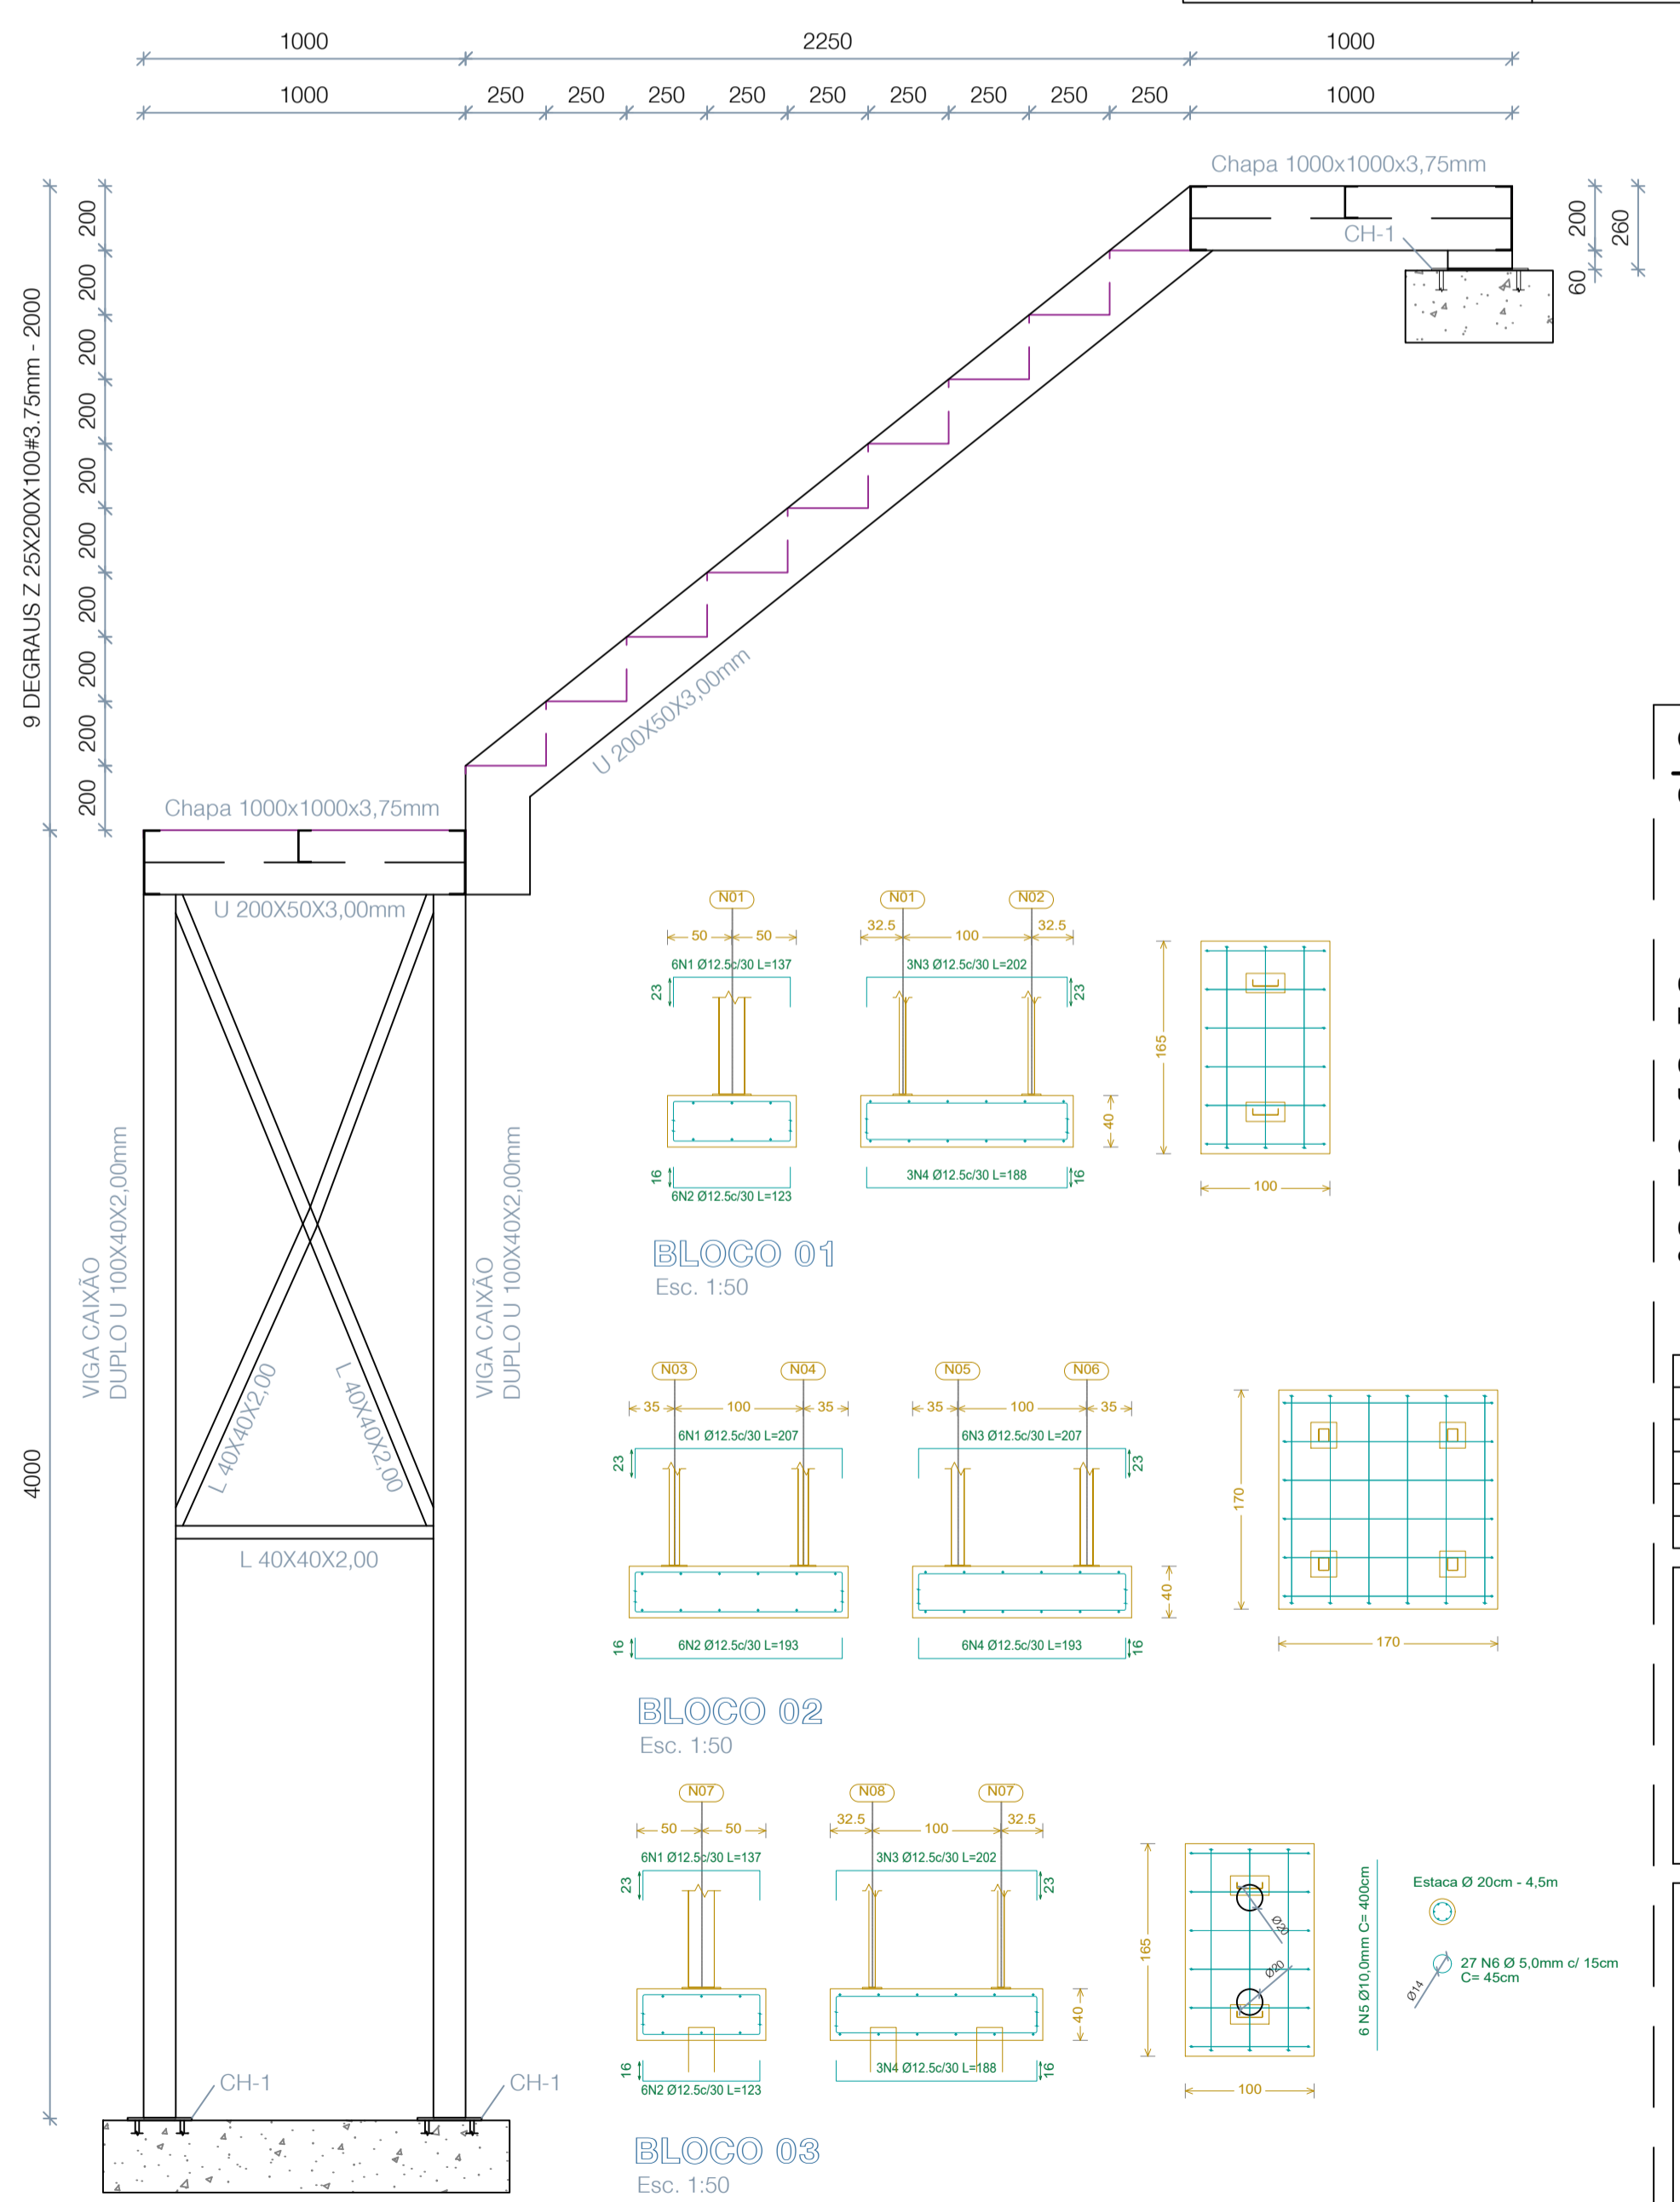 1000
2250
1000
1000
250
250
250
250
250
250
250
250
250
1000
Chapa 1000x1000x3,75mm
CH-1
200
60
260
9 DEGRAUS Z 25X200X100#3.75mm - 2000
200
200
200
200
200
200
200
200
200
200
U 200X50X3,00mm
Chapa 1000x1000x3,75mm
U 200X50X3,00mm
4000
VIGA CAIXÃO
DUPLO U 100X40X2,00mm
VIGA CAIXÃO
DUPLO U 100X40X2,00mm
L 40X40X2,00
L 40X40X2,00
L 40X40X2,00
CH-1
CH-1
N01
50
50
6N1 Ø12.5c/30 L=137
23
16
6N2 Ø12.5c/30 L=123
N01
N02
32.5
100
32.5
3N3 Ø12.5c/30 L=202
23
40
3N4 Ø12.5c/30 L=188
16
165
100
BLOCO 01
Esc. 1:50
N03
N04
35
100
35
6N1 Ø12.5c/30 L=207
23
16
6N2 Ø12.5c/30 L=193
N05
N06
35
100
35
6N3 Ø12.5c/30 L=207
23
40
6N4 Ø12.5c/30 L=193
16
170
170
BLOCO 02
Esc. 1:50
N07
50
50
6N1 Ø12.5c/30 L=137
23
16
6N2 Ø12.5c/30 L=123
N08
N07
32.5
100
32.5
3N3 Ø12.5c/30 L=202
23
40
3N4 Ø12.5c/30 L=188
16
165
Ø20
Ø20
100
6 N5 Ø10,0mm C= 400cm
Estaca Ø 20cm - 4,5m
Ø14
27 N6 Ø 5,0mm c/ 15cm
C= 45cm
BLOCO 03
Esc. 1:50